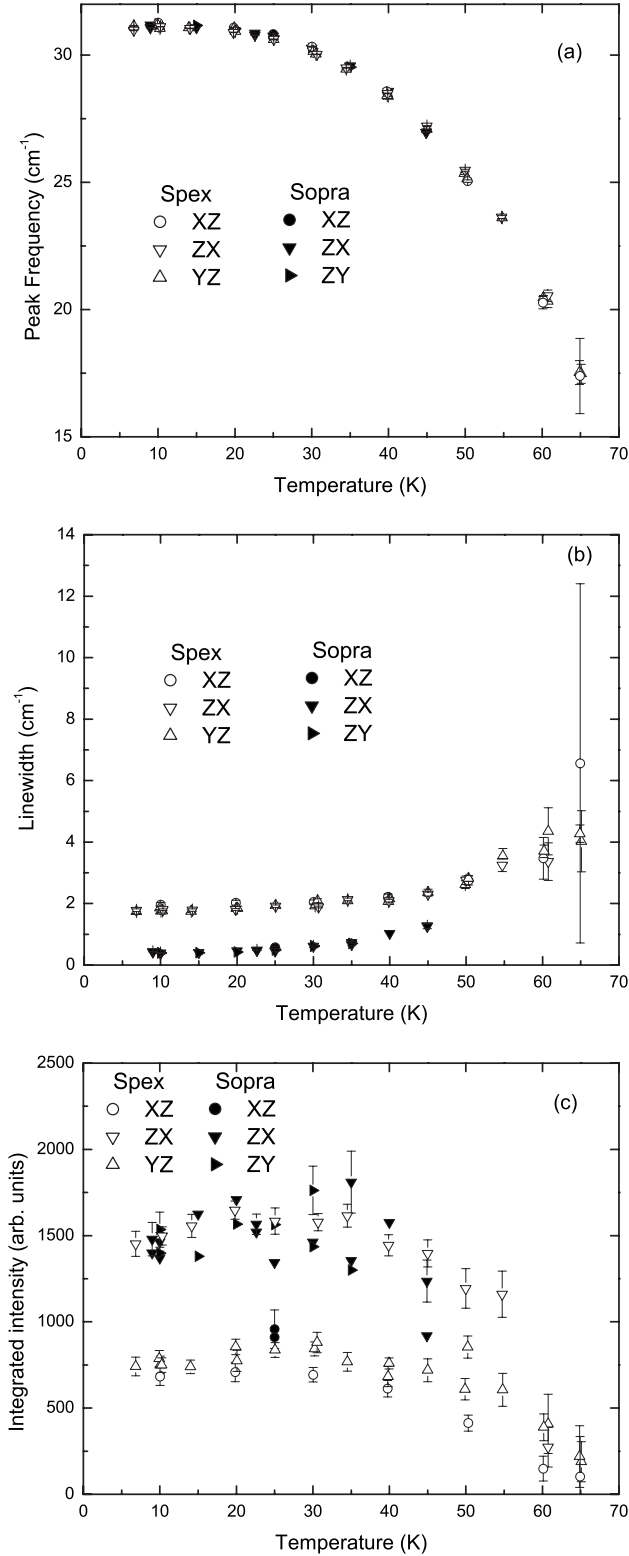 (a)
30
25
20
15
Peak Frequency (cm-1)
Spex Sopra
○ XZ ● XZ
▽ ZX ▼ ZX
△ YZ ► ZY
0 10 20 30 40 50 60 70
Temperature (K)
(b)
14
12
10
8
6
4
2
0
Linewidth (cm-1)
Spex Sopra
○ XZ ● XZ
▽ ZX ▼ ZX
△ YZ ► ZY
0 10 20 30 40 50 60 70
Temperature (K)
(c)
2500
2000
1500
1000
500
0
Integrated intensity (arb. units)
Spex Sopra
○ XZ ● XZ
▽ ZX ▼ ZX
△ YZ ► ZY
0 10 20 30 40 50 60 70
Temperature (K)